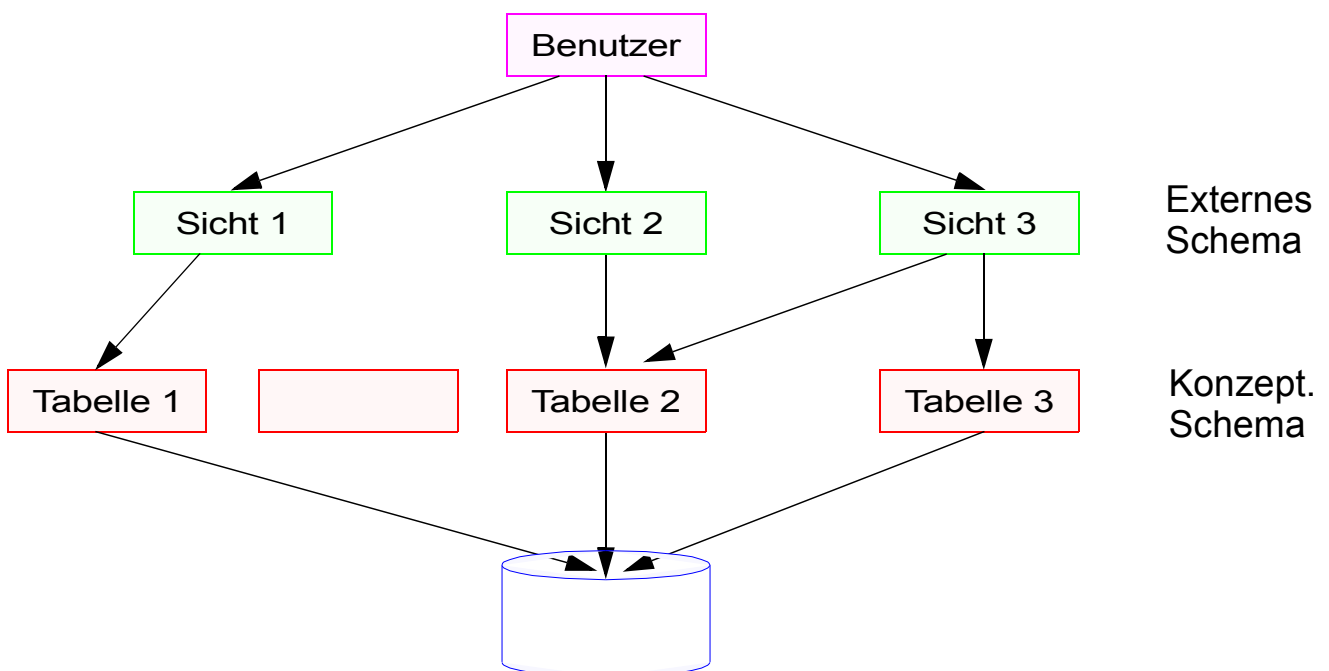 Benutzer
Sicht 1
Sicht 2
Sicht 3
Externes
Schema
Tabelle 1
Tabelle 2
Tabelle 3
Konzept.
Schema